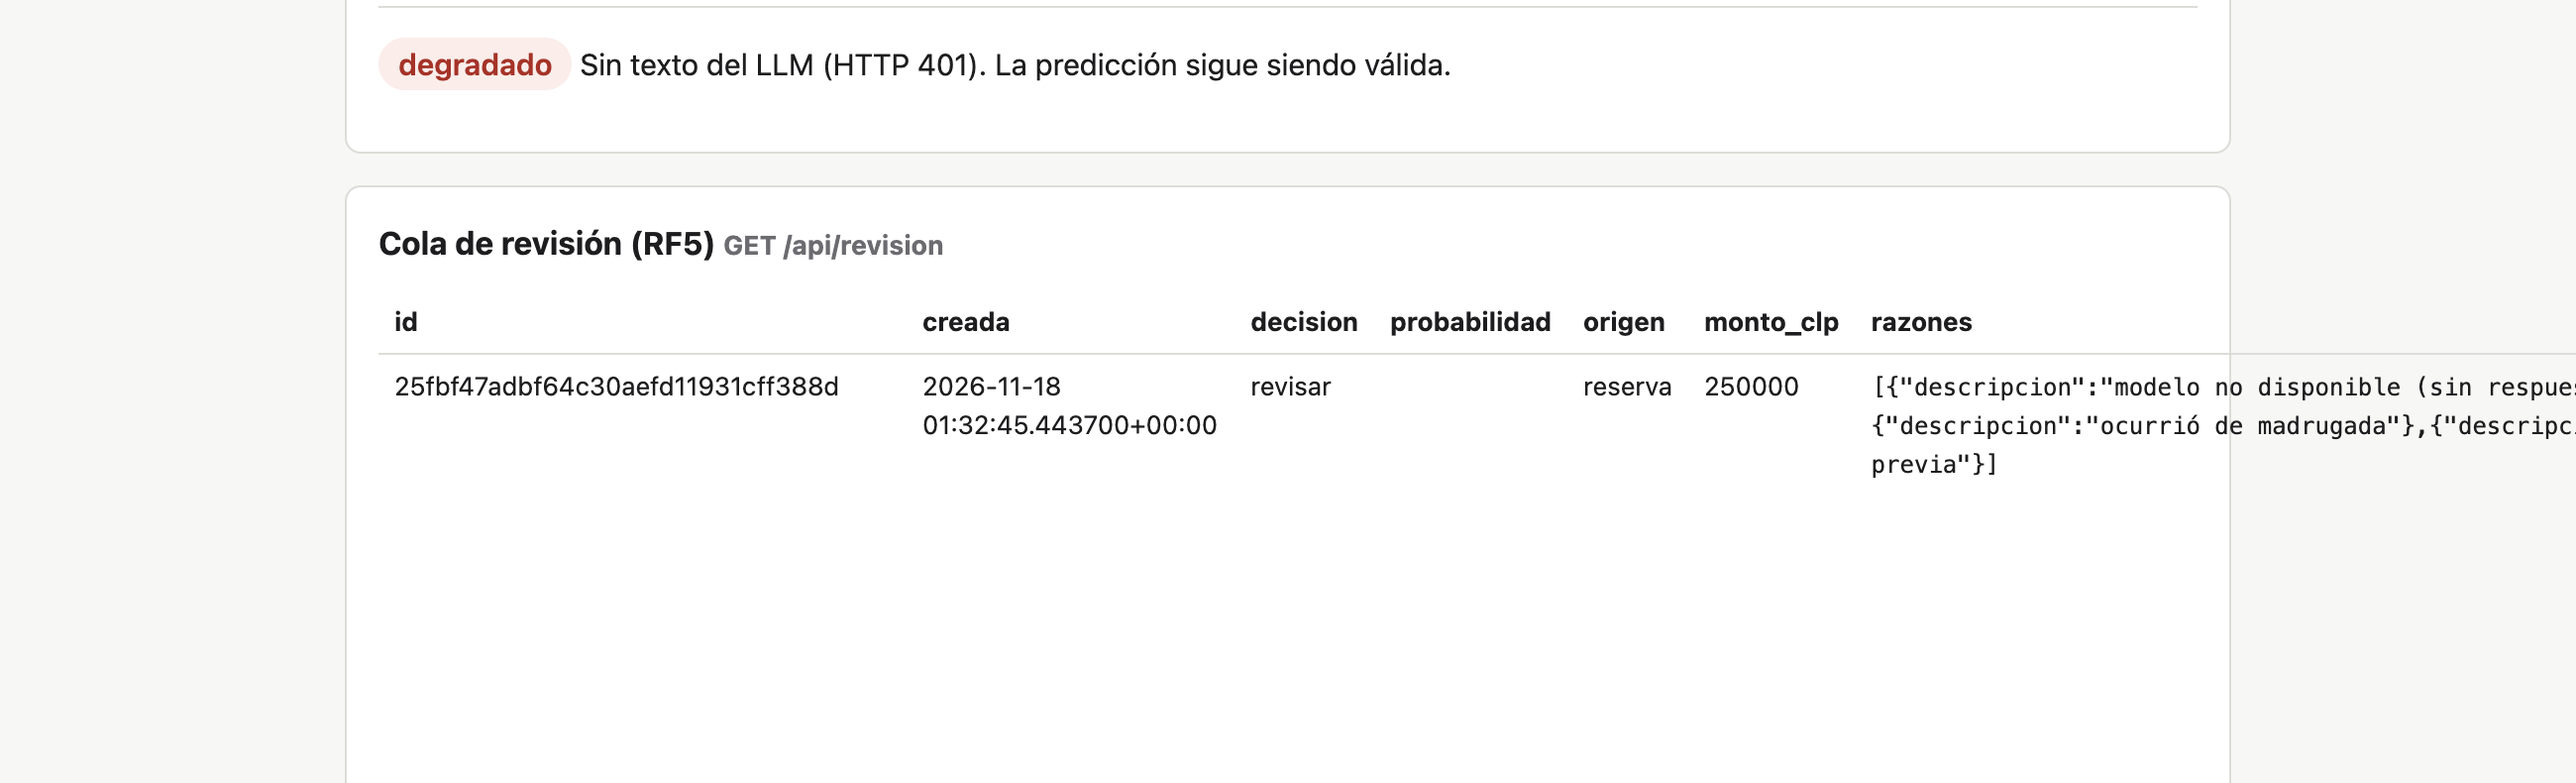 degradado Sin texto del LLM (HTTP 401). La predicción sigue siendo válida.
Cola de revisión (RF5) GET /api/revision
id creada decision probabilidad origen monto_clp razones
25fbf47adbf64c30aefd11931cff388d 2026-11-18 revisar reserva 250000 [{"descripcion":"modelo no disponible (sin
01:32:45.443700+00:00 {"descripcion":"ocurrió de madrugada"},
previa"}]